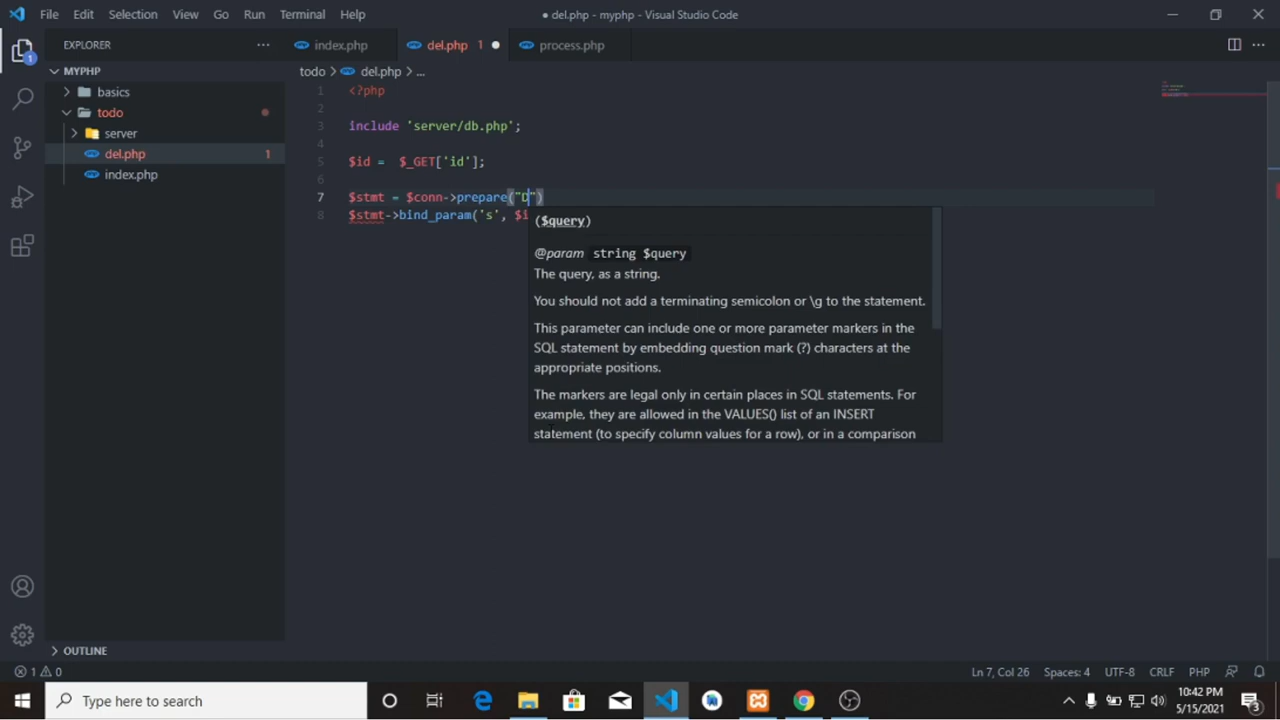 File Edit Selection View Go Run Terminal Help
● del.php - myphp - Visual Studio Code
EXPLORER
index.php
del.php 1
process.php
MYPHP
basics
todo
server
del.php 1
index.php
OUTLINE
todo > del.php > ...
1 <?php
2
3 include 'server/db.php';
4
5 $id = $_GET['id'];
6
7 $stmt = $conn->prepare("D")
8 $stmt->bind_param('s', $i
($query)
@param string $query
The query, as a string.
You should not add a terminating semicolon or \g to the statement.
This parameter can include one or more parameter markers in the
SQL statement by embedding question mark (?) characters at the
appropriate positions.
The markers are legal only in certain places in SQL statements. For
example, they are allowed in the VALUES() list of an INSERT
statement (to specify column values for a row), or in a comparison
1
1 0
Ln 7, Col 26 Spaces: 4 UTF-8 CRLF PHP
Type here to search
10:42 PM
5/15/2021
3